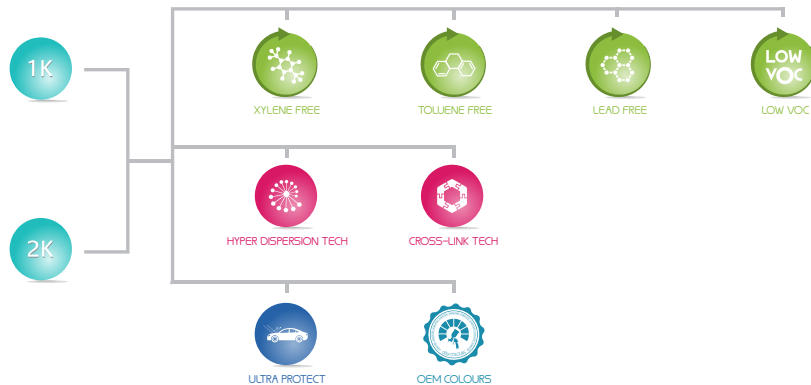 1K
LOW
VOC
XYLENE FREE
TOLUENE FREE
LEAD FREE
LOW VOC
HYPER DISPERSION TECH
CROSS-LINK TECH
2K
ULTRA PROTECT
OEM COLOURS